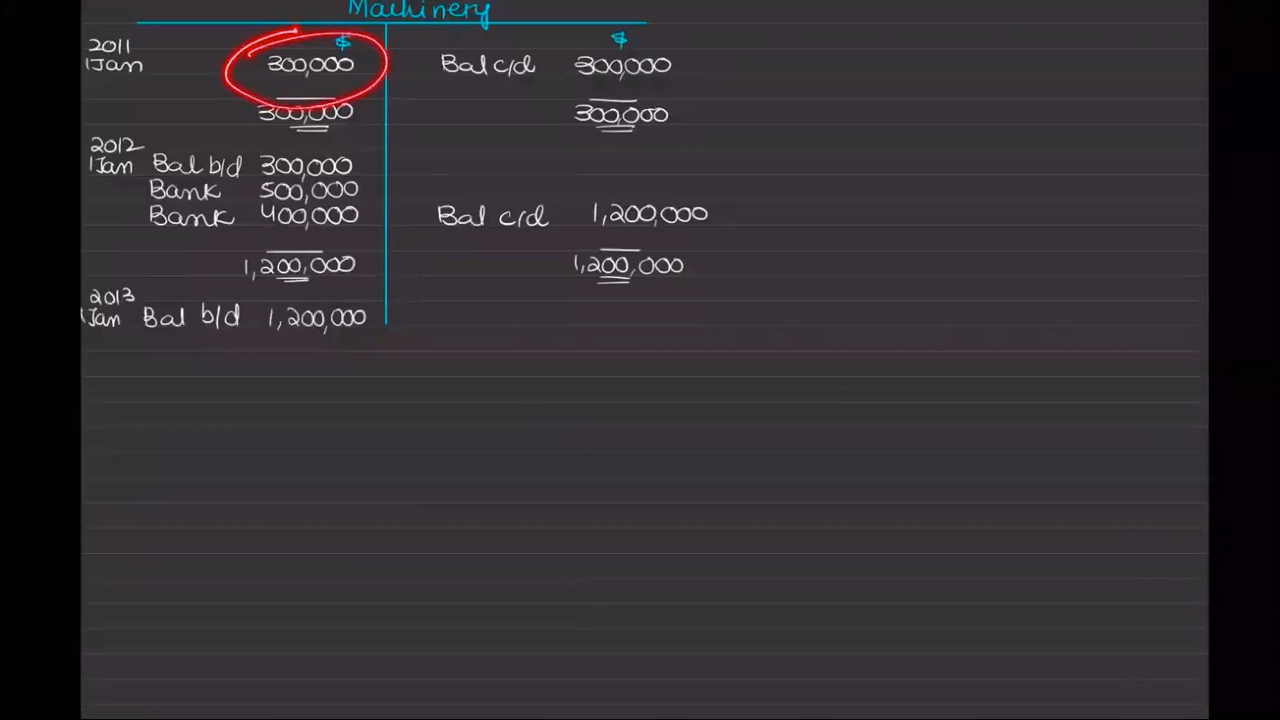 Machinery
$ $
2011
1Jan 300,000 Bal c/d 300,000
300,000 300,000
2012
1Jan Bal b/d 300,000
Bank 500,000
Bank 400,000 Bal c/d 1,200,000
1,200,000 1,200,000
2013
1Jan Bal b/d 1,200,000